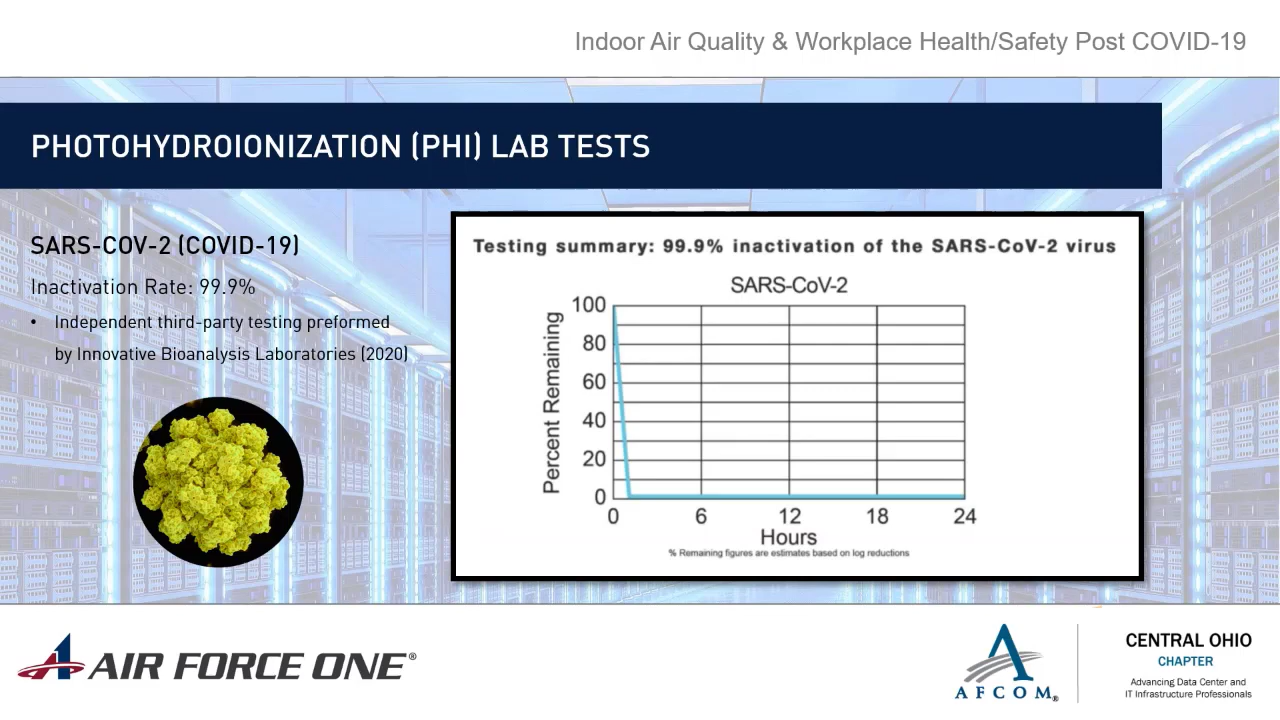 Indoor Air Quality & Workplace Health/Safety Post COVID-19
PHOTOHYDROIONIZATION (PHI) LAB TESTS
SARS-COV-2 (COVID-19)
Inactivation Rate: 99.9%
• Independent third-party testing preformed
by Innovative Bioanalysis Laboratories (2020)
Testing summary: 99.9% inactivation of the SARS-CoV-2 virus
SARS-CoV-2
Percent Remaining
100
80
60
40
20
0
0 6 12 18 24
Hours
% Remaining figures are estimates based on log reductions
AIR FORCE ONE®
AFCOM®
CENTRAL OHIO
CHAPTER
Advancing Data Center and
IT Infrastructure Professionals